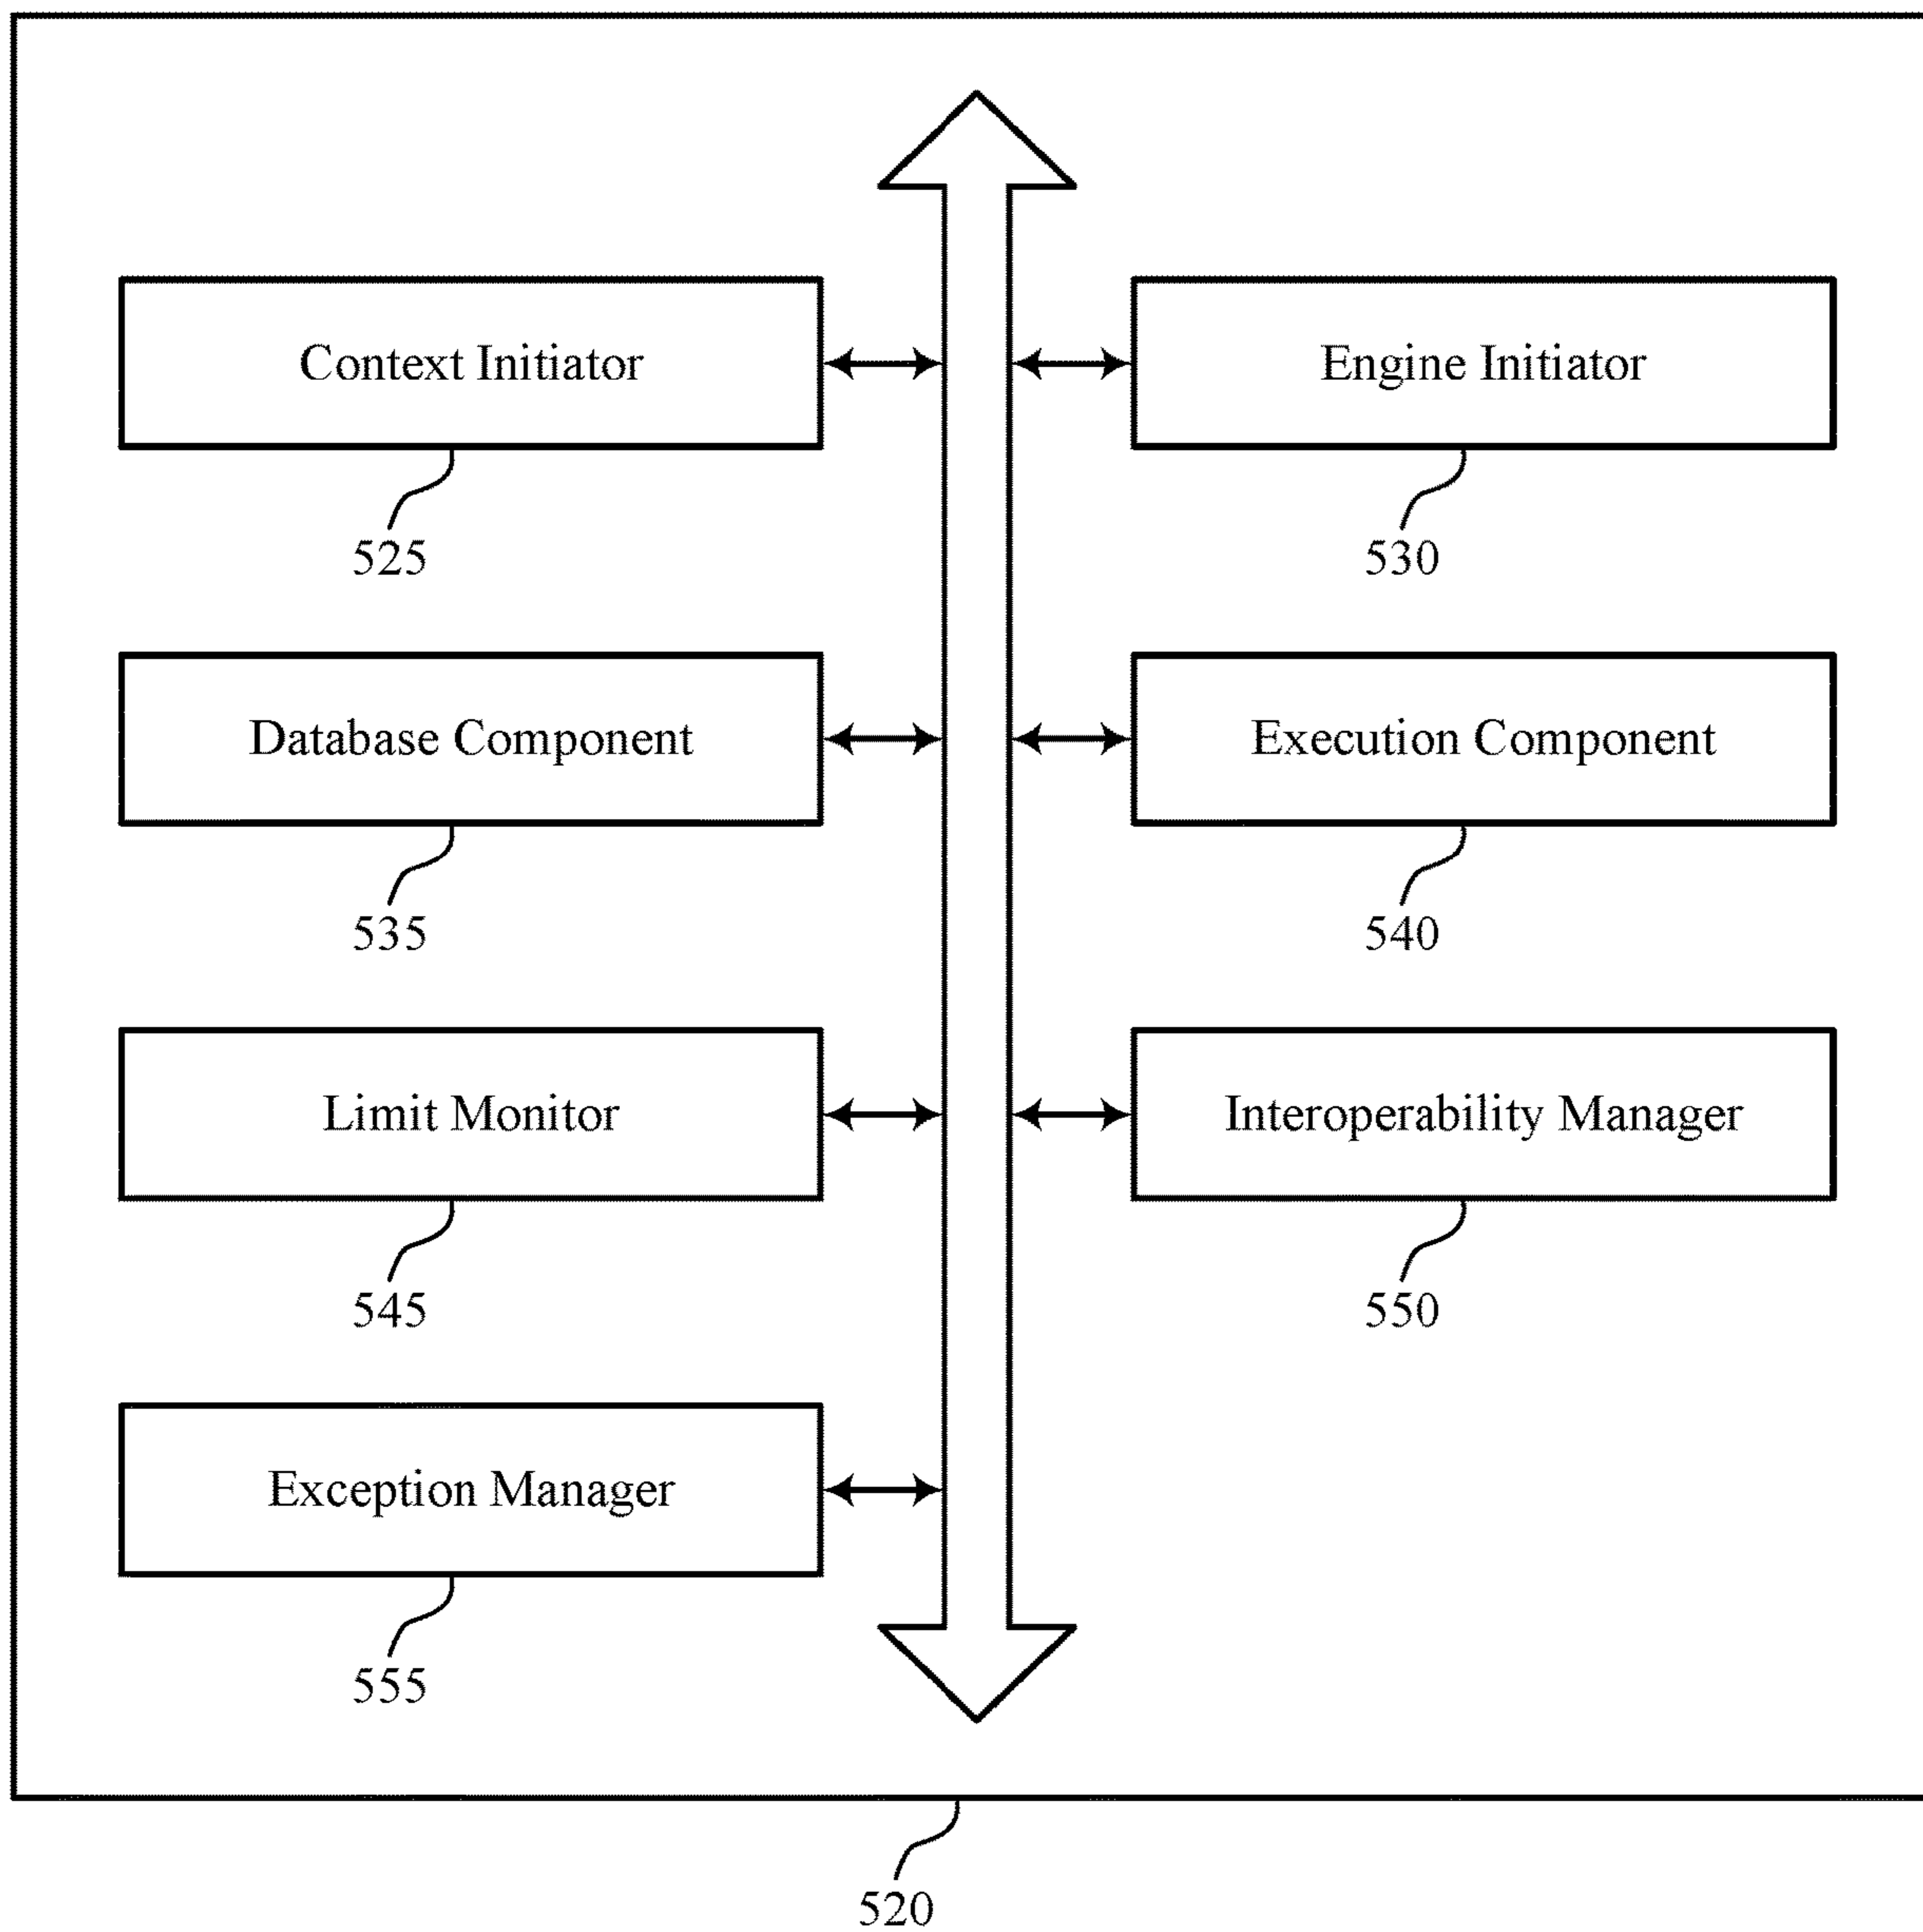 Context Initiator
Engine Initiator
525
530
Database Component
Execution Component
535
540
Limit Monitor
Interoperability Manager
545
550
Exception Manager
555
520